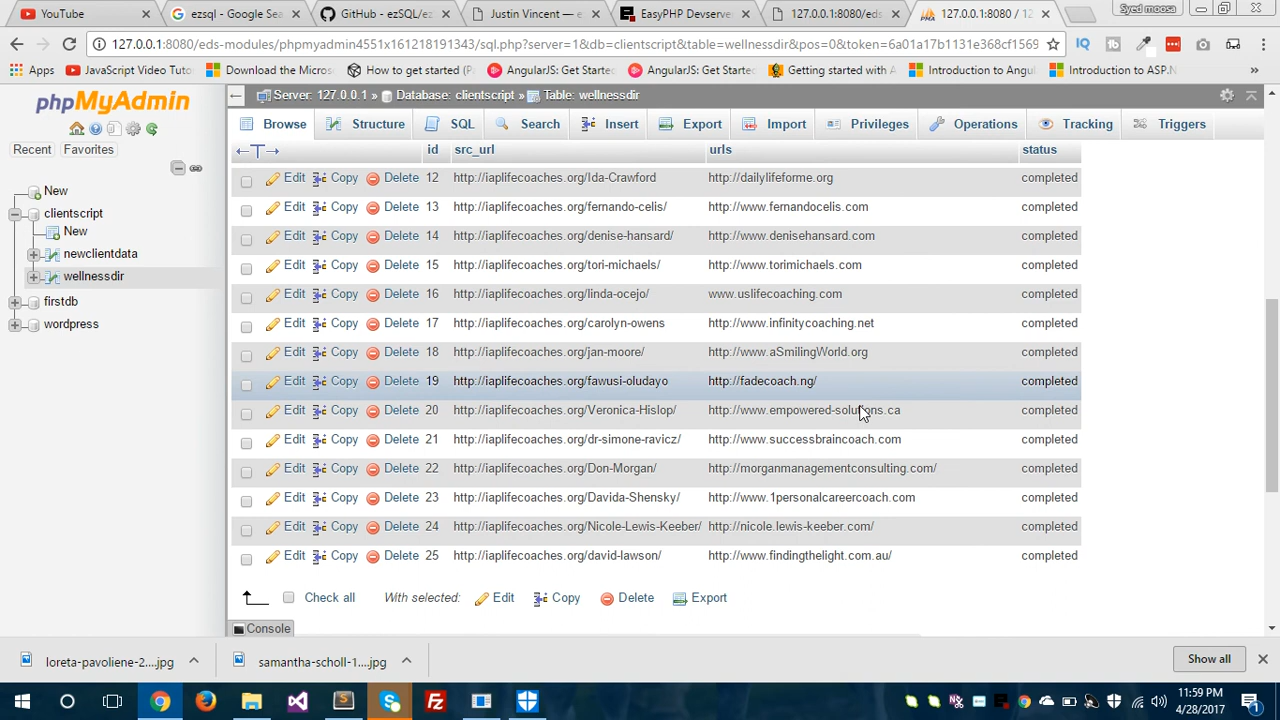 YouTube
ezsql - Google Sea
GitHub - ezSQL/ez
Justin Vincent — e
EasyPHP Devserve
127.0.0.1:8080/eds
127.0.0.1:8080 / 12
Syed moosa
127.0.0.1:8080/eds-modules/phpmyadmin4551x161218191343/sql.php?server=1&db=clientscript&table=wellnessdir&pos=0&token=6a01a17b1131e368cf1569
Apps
JavaScript Video Tuto
Download the Micros
How to get started (
AngularJS: Get Starte
AngularJS: Get Starte
Getting started with A
Introduction to Angul
Introduction to ASP.N
phpMyAdmin
Recent
Favorites
New
clientscript
New
newclientdata
wellnessdir
firstdb
wordpress
Server: 127.0.0.1 » Database: clientscript » Table: wellnessdir
Browse Structure SQL Search Insert Export Import Privileges Operations Tracking Triggers
id src_url urls status
Edit Copy Delete 12 http://iaplifecoaches.org/Ida-Crawford http://dailylifeforme.org completed
Edit Copy Delete 13 http://iaplifecoaches.org/fernando-celis/ http://www.fernandocelis.com completed
Edit Copy Delete 14 http://iaplifecoaches.org/denise-hansard/ http://www.denisehansard.com completed
Edit Copy Delete 15 http://iaplifecoaches.org/tori-michaels/ http://www.torimichaels.com completed
Edit Copy Delete 16 http://iaplifecoaches.org/linda-ocejo/ www.uslifecoaching.com completed
Edit Copy Delete 17 http://iaplifecoaches.org/carolyn-owens http://www.infinitycoaching.net completed
Edit Copy Delete 18 http://iaplifecoaches.org/jan-moore/ http://www.aSmilingWorld.org completed
Edit Copy Delete 19 http://iaplifecoaches.org/fawusi-oludayo http://fadecoach.ng/ completed
Edit Copy Delete 20 http://iaplifecoaches.org/Veronica-Hislop/ http://www.empowered-solutions.ca completed
Edit Copy Delete 21 http://iaplifecoaches.org/dr-simone-ravicz/ http://www.successbraincoach.com completed
Edit Copy Delete 22 http://iaplifecoaches.org/Don-Morgan/ http://morganmanagementconsulting.com/ completed
Edit Copy Delete 23 http://iaplifecoaches.org/Davida-Shensky/ http://www.1personalcareercoach.com completed
Edit Copy Delete 24 http://iaplifecoaches.org/Nicole-Lewis-Keeber/ http://nicole.lewis-keeber.com/ completed
Edit Copy Delete 25 http://iaplifecoaches.org/david-lawson/ http://www.findingthelight.com.au/ completed
Check all With selected: Edit Copy Delete Export
Console
loreta-pavoliene-2....jpg
samantha-scholl-1....jpg
Show all
11:59 PM
4/28/2017